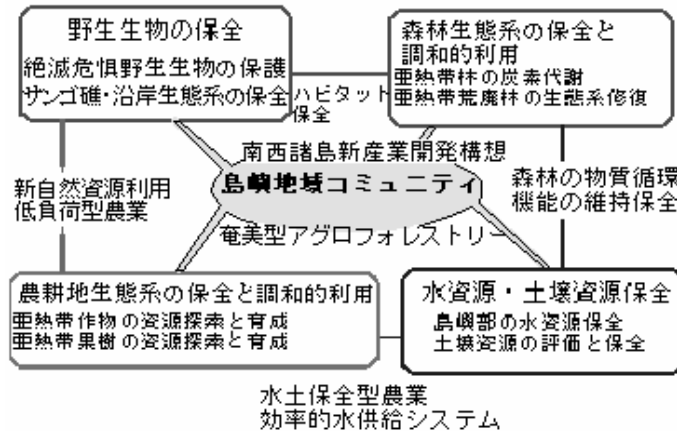 野生生物の保全
絶滅危惧野生生物の保護
サンゴ礁・沿岸生態系の保全
森林生態系の保全と
調和的利用
亜熱帯林の炭素代謝
亜熱帯荒廃林の生態系修復
ハビタット
保全
南西諸島新産業開発構想
島嶼地域コミュニティ
奄美型アグロフォレストリー
新自然資源利用
低負荷型農業
森林の物質循環
機能の維持保全
農耕地生態系の保全と調和的利用
亜熱帯作物の資源探索と育成
亜熱帯果樹の資源探索と育成
水資源・土壌資源保全
島嶼部の水資源保全
土壌資源の評価と保全
水土保全型農業
効率的水供給システム